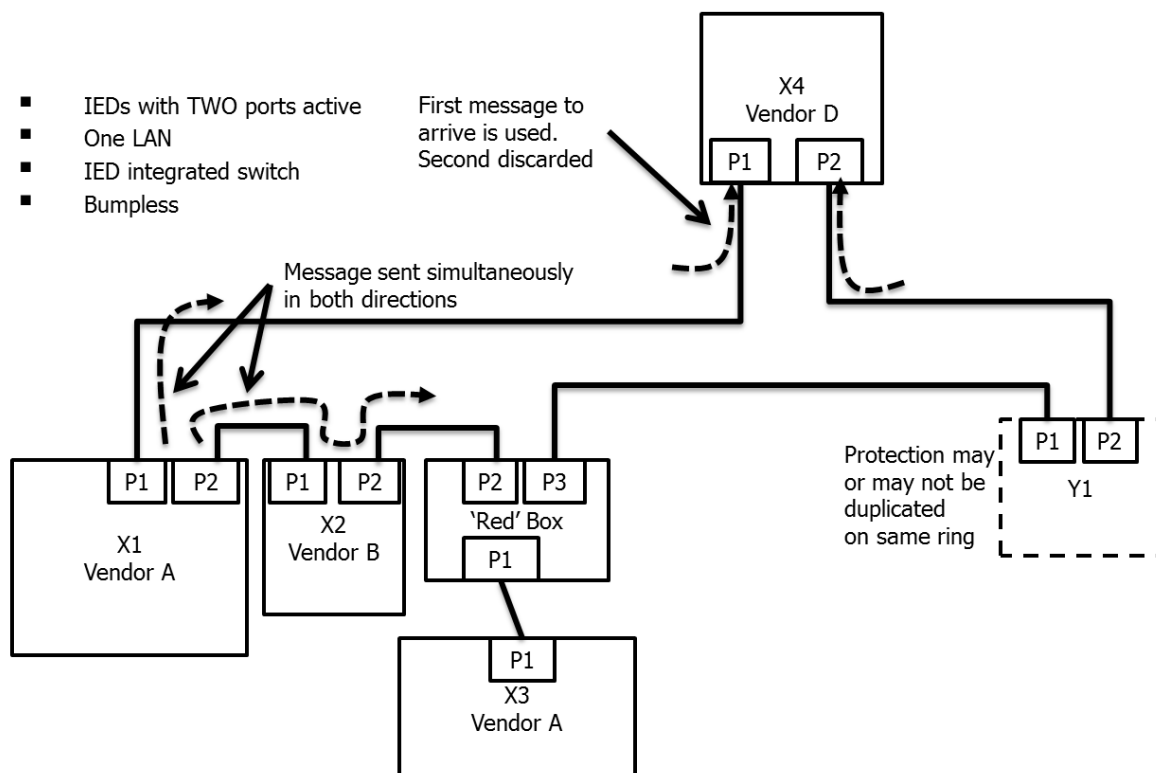 ▪ IEDs with TWO ports active
▪ One LAN
▪ IED integrated switch
▪ Bumpless
First message to
arrive is used.
Second discarded
X4
Vendor D
P1
P2
Message sent simultaneously
in both directions
P1
P2
X1
Vendor A
P1
P2
X2
Vendor B
P2
P3
‘Red’ Box
P1
P1
X3
Vendor A
Protection may
or may not be
duplicated
on same ring
P1
P2
Y1